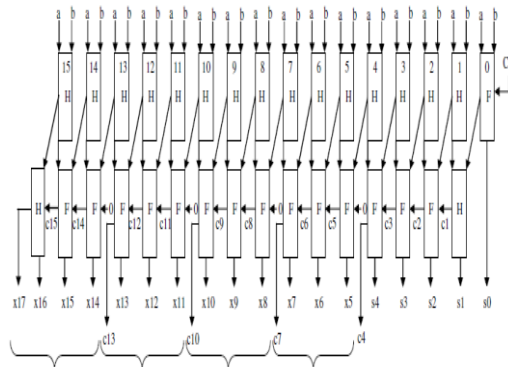 a b a b a b a b a b a b a b a b a b a b a b a b a b a b a b a b
15 14 13 12 11 10 9 8 7 6 5 4 3 2 1 0
C
H H H H H H H H H H H H H H H F
H c15 F c14 F 0 F c12 F c11 F 0 F c9 F c8 F 0 F c6 F c5 F 0 F c3 F c2 F c1 H
x17 x16 x15 x14 x13 x12 x11 x10 x9 x8 x7 x6 x5 s4 s3 s2 s1 s0
c13 c10 c7 c4